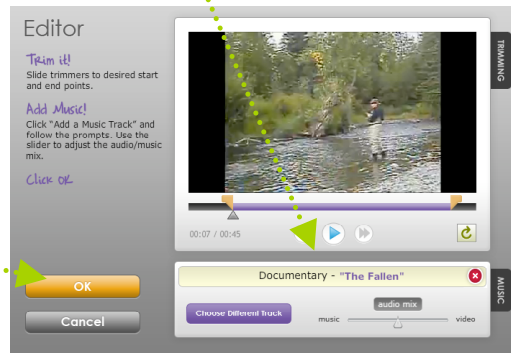 Editor
Trim it!
Slide trimmers to desired start
and end points.
Add Music!
Click "Add a Music Track" and
follow the prompts. Use the
slider to adjust the audio/music
mix.
Click OK
OK
Cancel
TRIMMING
00:07 / 00:45
Documentary - "The Fallen"
Choose Different Track
audio mix
music
video
MUSIC